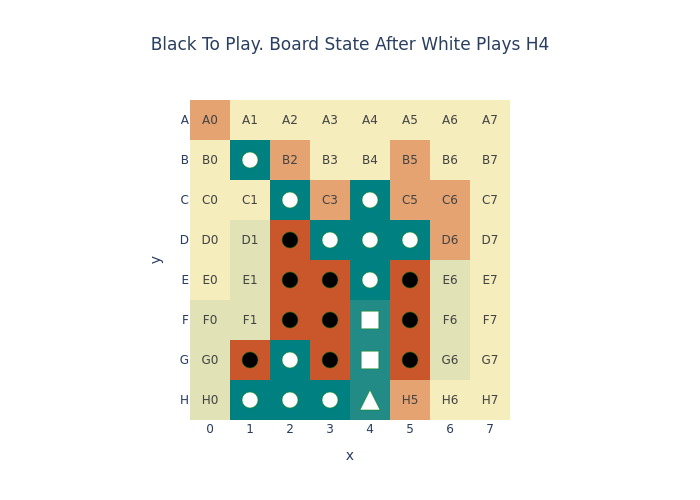 Black To Play. Board State After White Plays H4
A A0 A1 A2 A3 A4 A5 A6 A7
B B0 B2 B3 B4 B5 B6 B7
C C0 C1 C3 C5 C6 C7
D D0 D1 D6 D7
y
E E0 E1 E6 E7
F F0 F1 F6 F7
G G0 G6 G7
H H0 H5 H6 H7
0 1 2 3 4 5 6 7
x